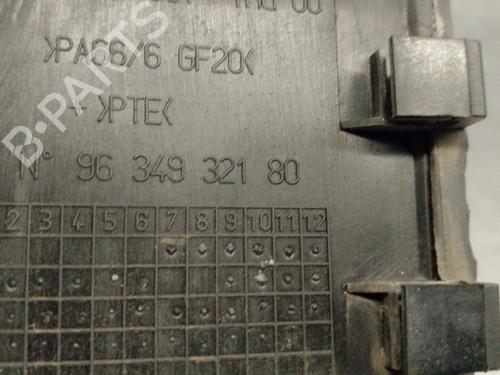 >PA66/6 GF20<
+ >PTE<
N° 96 349 321 80
2 3 4 5 6 7 8 9 10 11 12
B-PARTS